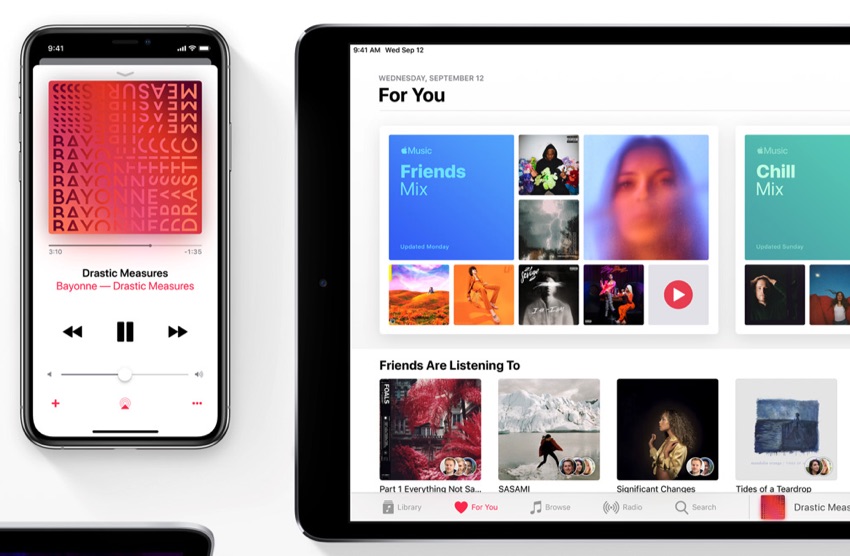 9:41
MEASURES
BAYONNE
DRASTIC
3:10
-1:35
Drastic Measures
Bayonne — Drastic Measures
9:41 AM Wed Sep 12
WEDNESDAY, SEPTEMBER 12
For You
Music
Friends
Mix
Updated Monday
Music
Chill
Mix
Updated Sunday
Friends Are Listening To
FOALS
Part 1 Everything Not Sa...
SASAMI
Significant Changes
Tides of a Teardrop
Library
For You
Browse
Radio
Search
Drastic Meas